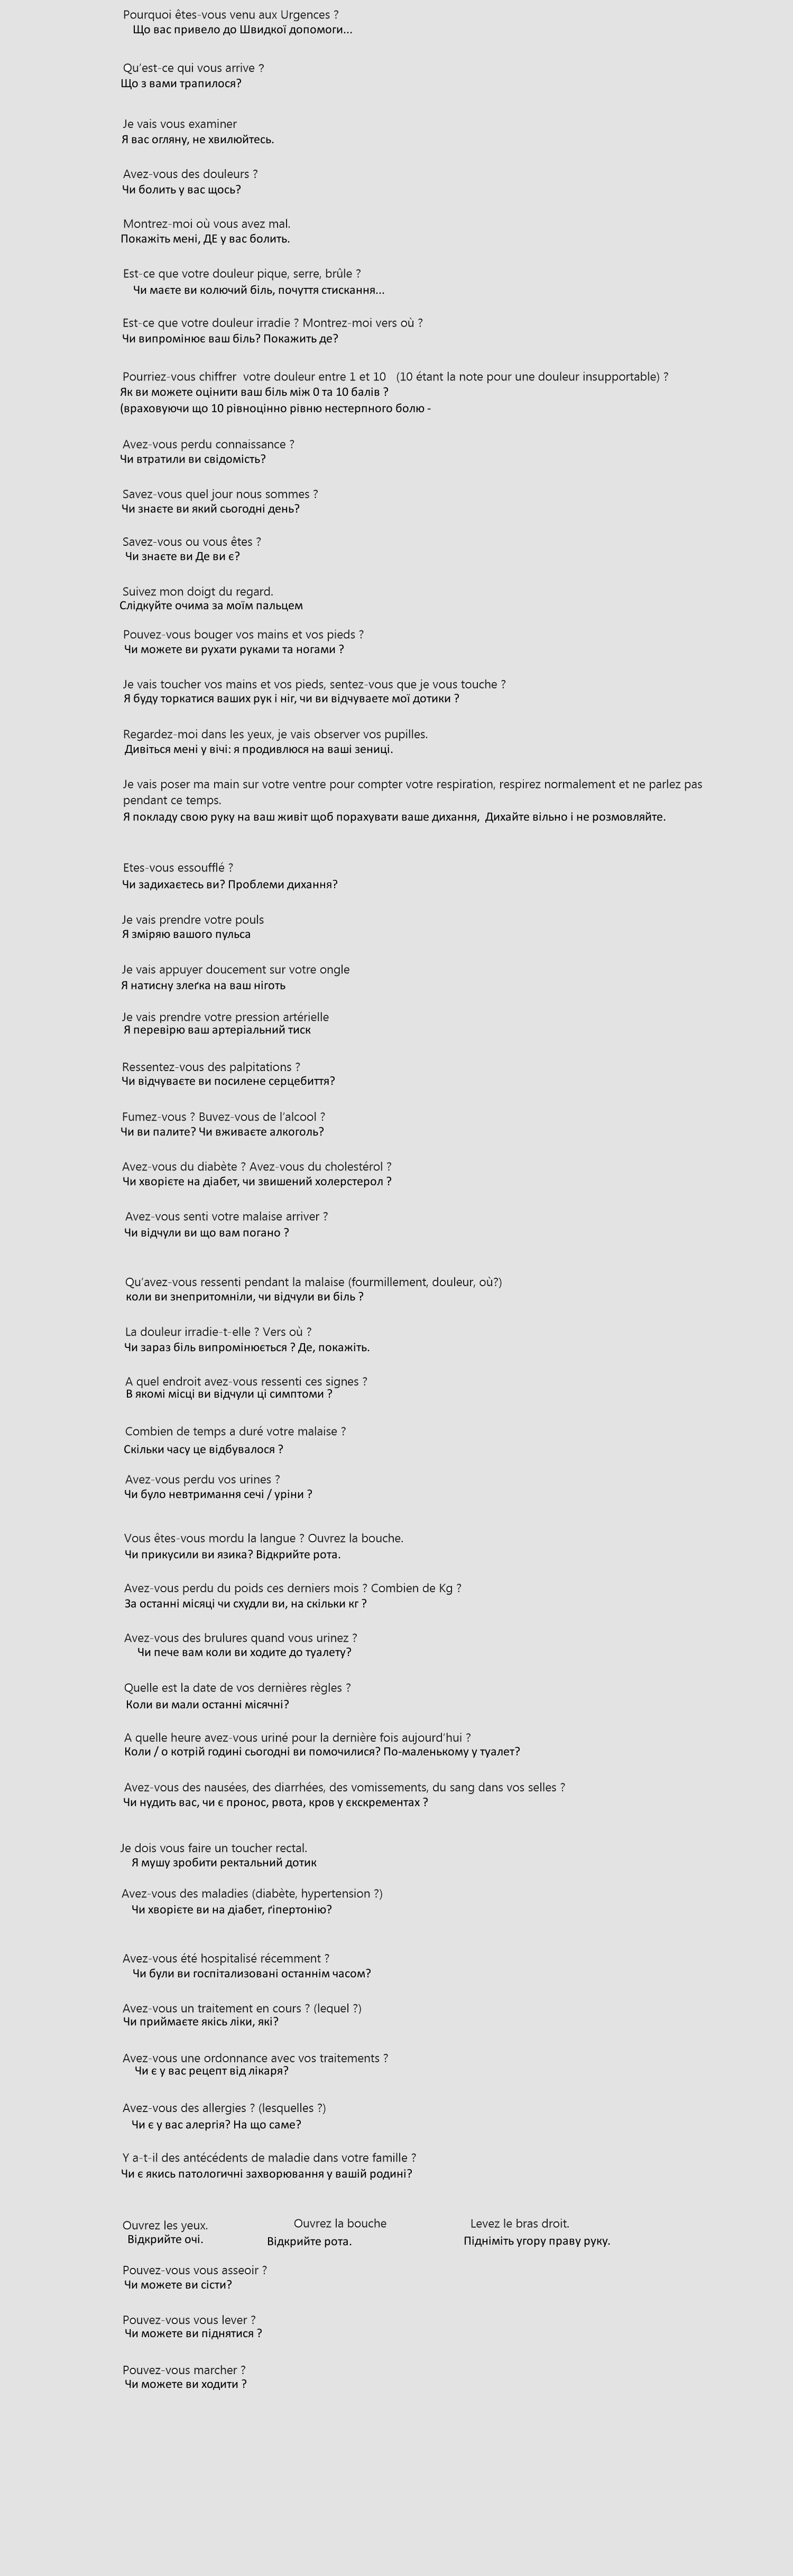 Pourquoi êtes-vous venu aux Urgences ?
Що вас привело до Швидкої допомоги...
Qu’est-ce qui vous arrive ?
Що з вами трапилося?
Je vais vous examiner
Я вас огляну, не хвилюйтесь.
Avez-vous des douleurs ?
Чи болить у вас щось?
Montrez-moi où vous avez mal.
Покажіть мені, ДЕ у вас болить.
Est-ce que votre douleur pique, serre, brûle ?
Чи маєте ви колючий біль, почуття стискання...
Est-ce que votre douleur irradie ? Montrez-moi vers où ?
Чи випромінює ваш біль? Покажить де?
Pourriez-vous chiffrer votre douleur entre 1 et 10 (10 étant la note pour une douleur insupportable) ?
Як ви можете оцінити ваш біль між 0 та 10 балів ?
(враховуючи що 10 рівноцінно рівню нестерпного болю -
Avez-vous perdu connaissance ?
Чи втратили ви свідомість?
Savez-vous quel jour nous sommes ?
Чи знаєте ви який сьогодні день?
Savez-vous ou vous êtes ?
Чи знаєте ви Де ви є?
Suivez mon doigt du regard.
Слідкуйте очима за моїм пальцем
Pouvez-vous bouger vos mains et vos pieds ?
Чи можете ви рухати руками та ногами ?
Je vais toucher vos mains et vos pieds, sentez-vous que je vous touche ?
Я буду торкатися ваших рук і ніг, чи ви відчуваете мої дотики ?
Regardez-moi dans les yeux, je vais observer vos pupilles.
Дивіться мені у вічі: я продивлюся на ваші зениці.
Je vais poser ma main sur votre ventre pour compter votre respiration, respirez normalement et ne parlez pas
pendant ce temps.
Я покладу свою руку на ваш живіт щоб порахувати ваше дихання, Дихайте вільно і не розмовляйте.
Etes-vous essoufflé ?
Чи задихаєтесь ви? Проблеми дихання?
Je vais prendre votre pouls
Я зміряю вашого пульса
Je vais appuyer doucement sur votre ongle
Я натисну злеґка на ваш ніготь
Je vais prendre votre pression artérielle
Я перевірю ваш артеріальний тиск
Ressentez-vous des palpitations ?
Чи відчуваєте ви посилене серцебиття?
Fumez-vous ? Buvez-vous de l’alcool ?
Чи ви палите? Чи вживаєте алкоголь?
Avez-vous du diabète ? Avez-vous du cholestérol ?
Чи хворієте на діабет, чи звишений холерстерол ?
Avez-vous senti votre malaise arriver ?
Чи відчули ви що вам погано ?
Qu’avez-vous ressenti pendant la malaise (fourmillement, douleur, où?)
коли ви знепритомніли, чи відчули ви біль ?
La douleur irradie-t-elle ? Vers où ?
Чи зараз біль випромінюється ? Де, покажіть.
A quel endroit avez-vous ressenti ces signes ?
В якомі місці ви відчули ці симптоми ?
Combien de temps a duré votre malaise ?
Скільки часу це відбувалося ?
Avez-vous perdu vos urines ?
Чи було невтримання сечі / уріни ?
Vous êtes-vous mordu la langue ? Ouvrez la bouche.
Чи прикусили ви язика? Відкрийте рота.
Avez-vous perdu du poids ces derniers mois ? Combien de Kg ?
За останні місяці чи схудли ви, на скільки кг ?
Avez-vous des brulures quand vous urinez ?
Чи пече вам коли ви ходите до туалету?
Quelle est la date de vos dernières règles ?
Коли ви мали останні місячні?
A quelle heure avez-vous uriné pour la dernière fois aujourd’hui ?
Коли / о котрій годині сьогодні ви помочилися? По-маленькому у туалет?
Avez-vous des nausées, des diarrhées, des vomissements, du sang dans vos selles ?
Чи нудить вас, чи є пронос, рвота, кров у єкскрементах ?
Je dois vous faire un toucher rectal.
Я мушу зробити ректальний дотик
Avez-vous des maladies (diabète, hypertension ?)
Чи хворієте ви на діабет, ґіпертонію?
Avez-vous été hospitalisé récemment ?
Чи були ви госпітализовані останнім часом?
Avez-vous un traitement en cours ? (lequel ?)
Чи приймаєте якісь ліки, які?
Avez-vous une ordonnance avec vos traitements ?
Чи є у вас рецепт від лікаря?
Avez-vous des allergies ? (lesquelles ?)
Чи є у вас алергія? На що саме?
Y a-t-il des antécédents de maladie dans votre famille ?
Чи є якись патологичні захворювання у вашій родині?
Ouvrez les yeux. Ouvrez la bouche Levez le bras droit.
Відкрийте очі. Відкрийте рота. Підніміть угору праву руку.
Pouvez-vous vous asseoir ?
Чи можете ви сісти?
Pouvez-vous vous lever ?
Чи можете ви піднятися ?
Pouvez-vous marcher ?
Чи можете ви ходити ?